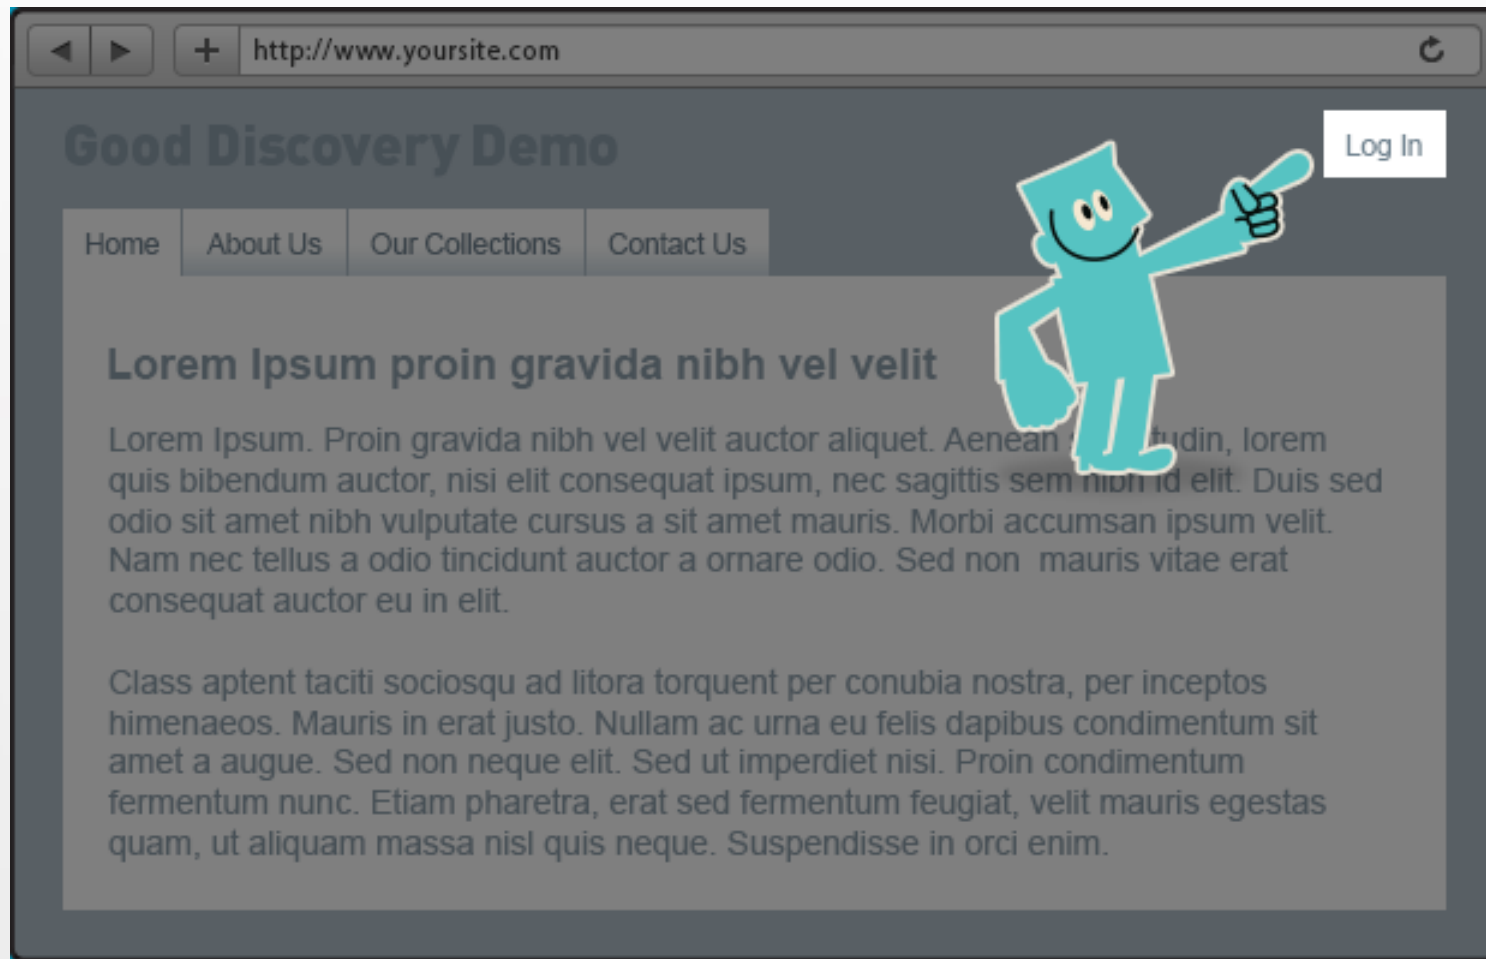 http://www.yoursite.com
Good Discovery Demo
Log In
Home
About Us
Our Collections
Contact Us
Lorem Ipsum proin gravida nibh vel velit
Lorem Ipsum. Proin gravida nibh vel velit auctor aliquet. Aenean lorem
quis bibendum auctor, nisi elit consequat ipsum, nec sagittis sem nibh id elit. Duis sed
odio sit amet nibh vulputate cursus a sit amet mauris. Morbi accumsan ipsum velit.
Nam nec tellus a odio tincidunt auctor a ornare odio. Sed non  mauris vitae erat
consequat auctor eu in elit.
Class aptent taciti sociosqu ad litora torquent per conubia nostra, per inceptos
himenaeos. Mauris in erat justo. Nullam ac urna eu felis dapibus condimentum sit
amet a augue. Sed non neque elit. Sed ut imperdiet nisi. Proin condimentum
fermentum nunc. Etiam pharetra, erat sed fermentum feugiat, velit mauris egestas
quam, ut aliquam massa nisl quis neque. Suspendisse in orci enim.